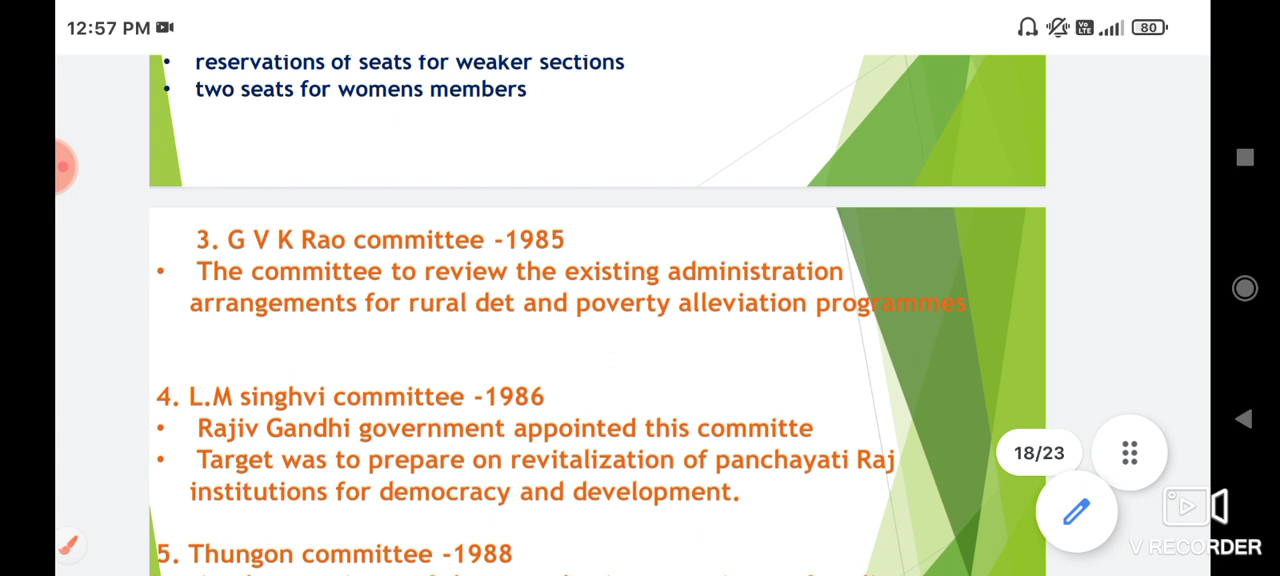 12:57 PM
Vo LTE
80
• reservations of seats for weaker sections
• two seats for womens members
3. G V K Rao committee -1985
• The committee to review the existing administration
arrangements for rural det and poverty alleviation programmes
4. L.M singhvi committee -1986
• Rajiv Gandhi government appointed this committe
• Target was to prepare on revitalization of panchayati Raj
institutions for democracy and development.
18/23
5. Thungon committee -1988
V RECORDER